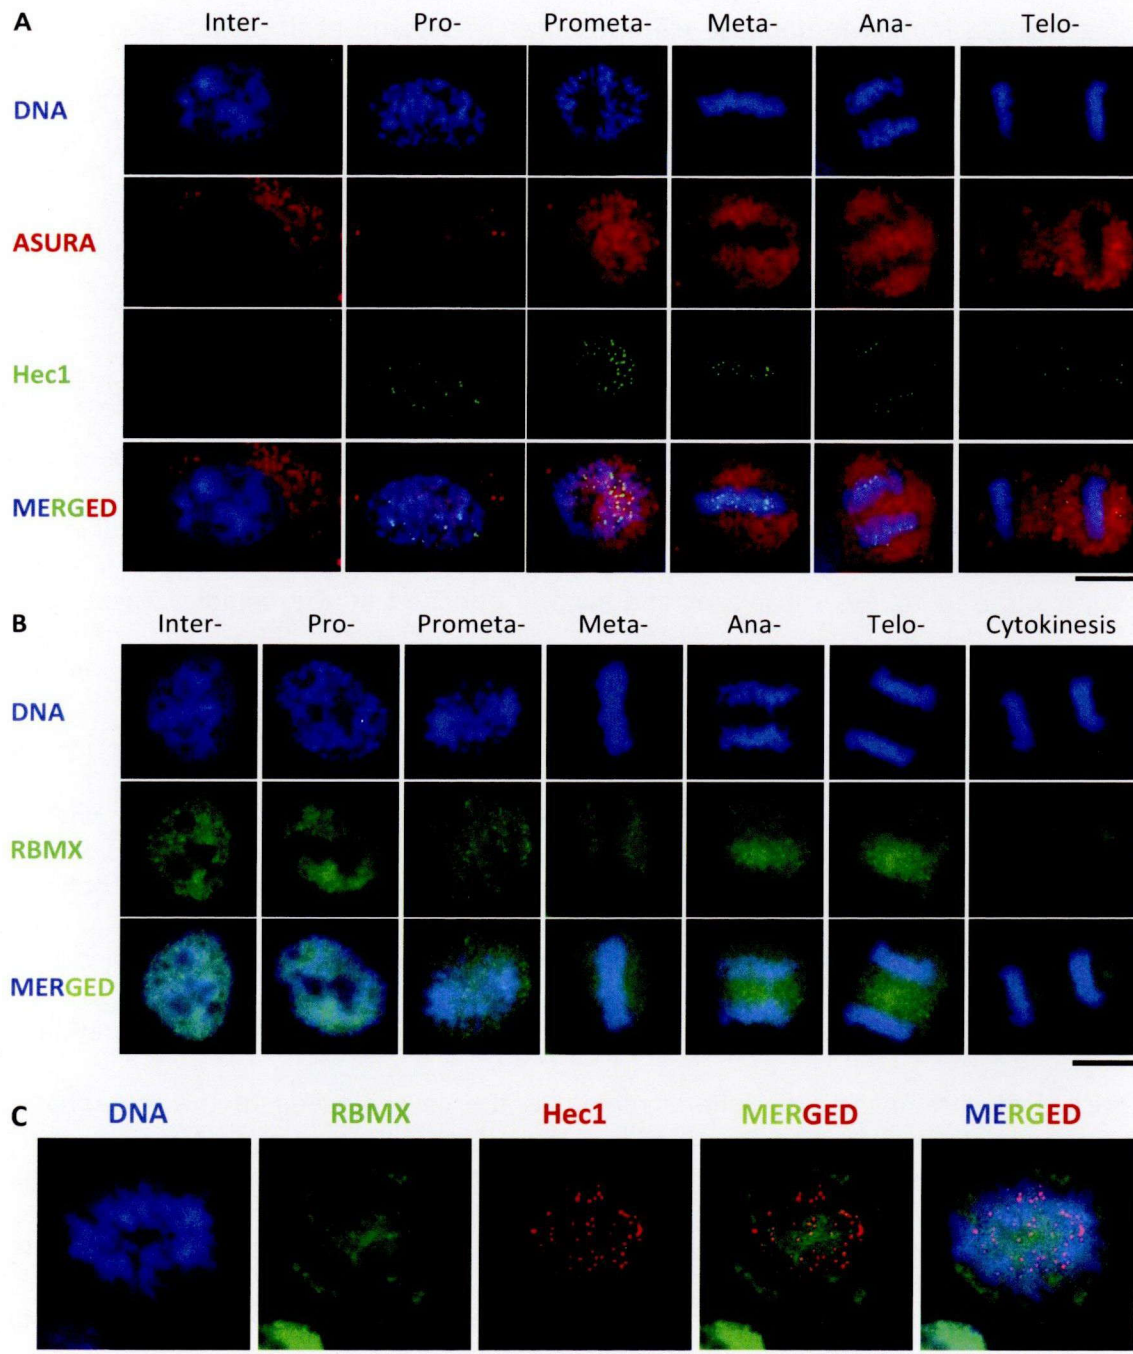 A Inter- Pro- Prometa- Meta- Ana- Telo-
DNA
ASURA
Hec1
MERGED
B Inter- Pro- Prometa- Meta- Ana- Telo- Cytokinesis
DNA
RBMX
MERGED
C DNA RBMX Hec1 MERGED MERGED